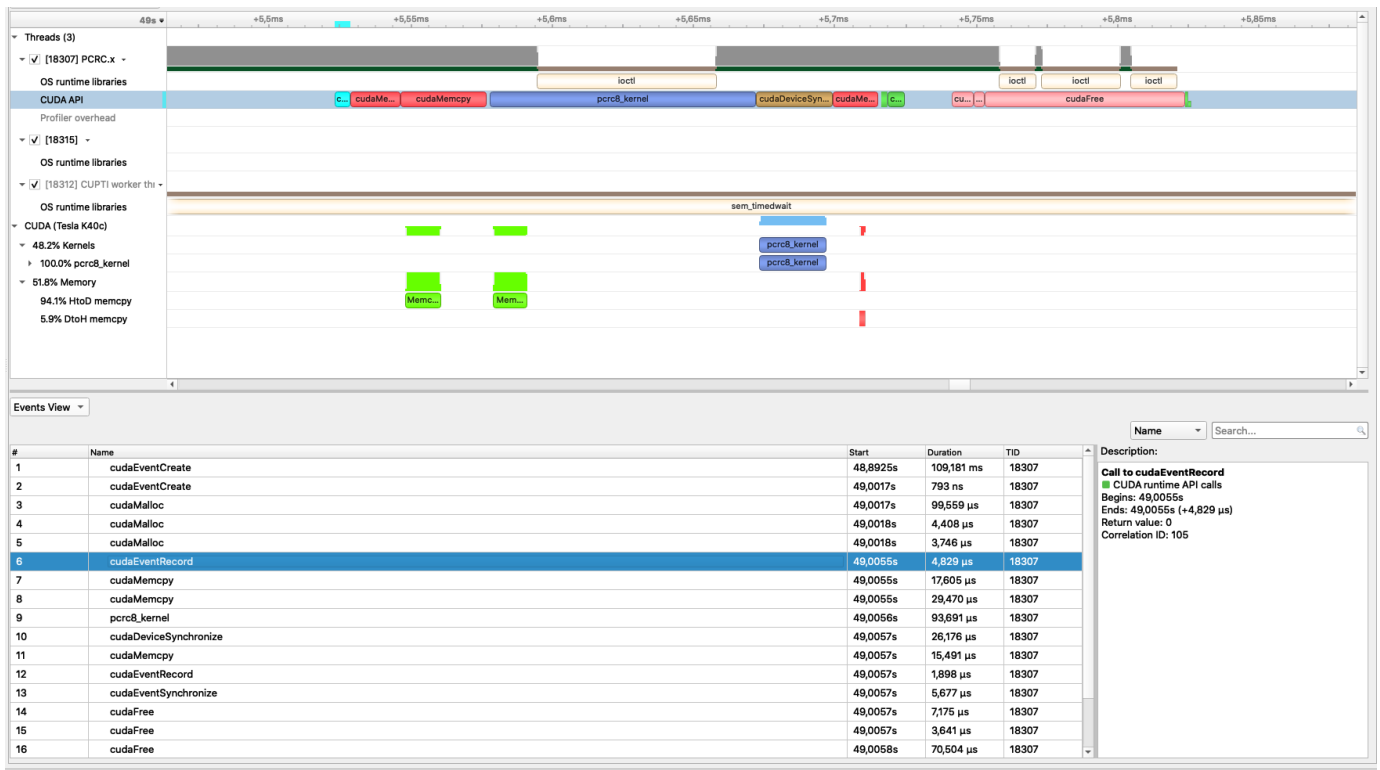 49s +5,5ms +5,55ms +5,6ms +5,65ms +5,7ms +5,75ms +5,8ms +5,85ms
Threads (3)
[18307] PCRC.x
OS runtime libraries ioctl ioctl ioctl ioctl
CUDA API c... cudaMe... cudaMemcpy pcrc8_kernel cudaDeviceSyn... cudaMe... c... cu... ... cudaFree
Profiler overhead
[18315]
OS runtime libraries
[18312] CUPTI worker thr
OS runtime libraries sem_timedwait
CUDA (Tesla K40c)
48.2% Kernels pcrc8_kernel
100.0% pcrc8_kernel pcrc8_kernel
51.8% Memory
94.1% HtoD memcpy Memc... Mem...
5.9% DtoH memcpy
Events View
Name Search...
# Name Start Duration TID
1 cudaEventCreate 48,8925s 109,181 ms 18307
2 cudaEventCreate 49,0017s 793 ns 18307
3 cudaMalloc 49,0017s 99,559 µs 18307
4 cudaMalloc 49,0018s 4,408 µs 18307
5 cudaMalloc 49,0018s 3,746 µs 18307
6 cudaEventRecord 49,0055s 4,829 µs 18307
7 cudaMemcpy 49,0055s 17,605 µs 18307
8 cudaMemcpy 49,0055s 29,470 µs 18307
9 pcrc8_kernel 49,0056s 93,691 µs 18307
10 cudaDeviceSynchronize 49,0057s 26,176 µs 18307
11 cudaMemcpy 49,0057s 15,491 µs 18307
12 cudaEventRecord 49,0057s 1,898 µs 18307
13 cudaEventSynchronize 49,0057s 5,677 µs 18307
14 cudaFree 49,0057s 7,175 µs 18307
15 cudaFree 49,0057s 3,641 µs 18307
16 cudaFree 49,0058s 70,504 µs 18307
Description:
Call to cudaEventRecord
CUDA runtime API calls
Begins: 49,0055s
Ends: 49,0055s (+4,829 µs)
Return value: 0
Correlation ID: 105